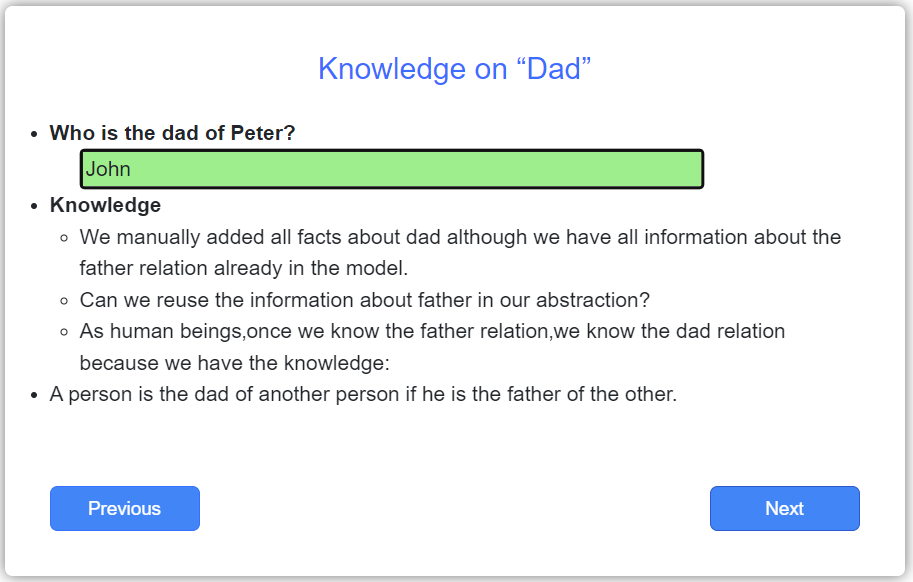 Knowledge on “Dad”
Who is the dad of Peter?
John
Knowledge
We manually added all facts about dad although we have all information about the
father relation already in the model.
Can we reuse the information about father in our abstraction?
As human beings,once we know the father relation,we know the dad relation
because we have the knowledge:
A person is the dad of another person if he is the father of the other.
Previous
Next